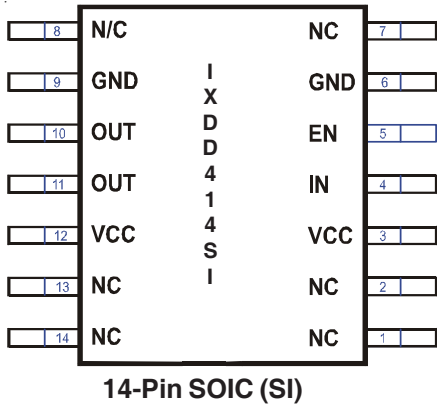 8 N/C NC 7
9 GND GND 6
10 OUT EN 5
11 OUT IN 4
12 VCC VCC 3
13 NC NC 2
14 NC NC 1
IXDD414SI
14-Pin SOIC (SI)